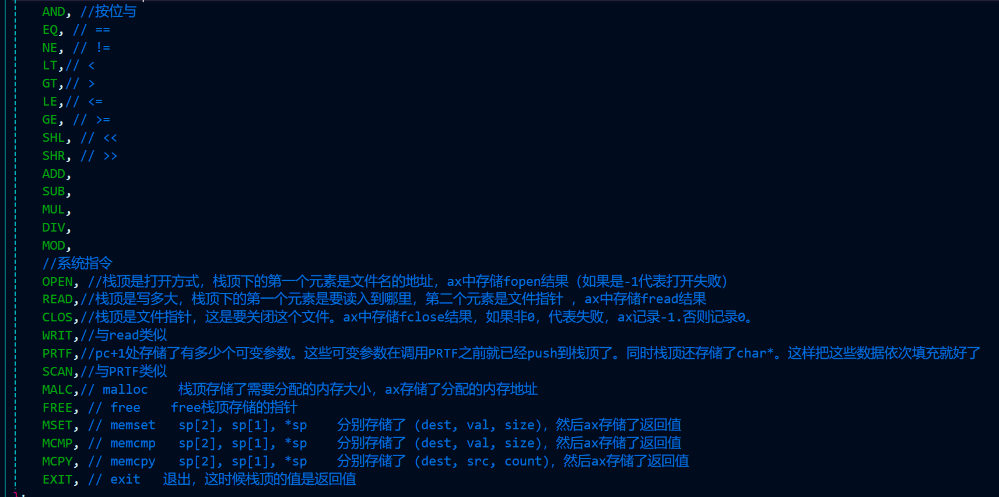 AND, //按位与
EQ, // ==
NE, // !=
LT,// <
GT,// >
LE,// <=
GE, // >=
SHL, // <<
SHR, // >>
ADD,
SUB,
MUL,
DIV,
MOD,
//系统指令
OPEN, //栈顶是打开方式，栈顶下的第一个元素是文件名的地址，ax中存储fopen结果（如果是-1代表打开失败）
READ,//栈顶是写多大，栈顶下的第一个元素是要读入到哪里，第二个元素是文件指针 ，ax中存储fread结果
CLOS,//栈顶是文件指针，这是要关闭这个文件。ax中存储fclose结果，如果非0，代表失败，ax记录-1.否则记录0。
WRIT,//与read类似
PRTF,//pc+1处存储了有多少个可变参数。这些可变参数在调用PRTF之前就已经push到栈顶了。同时栈顶还存储了char*。这样把这些数据依次填充就好了
SCAN,//与PRTF类似
MALC,// malloc    栈顶存储了需要分配的内存大小，ax存储了分配的内存地址
FREE, // free    free栈顶存储的指针
MSET, // memset   sp[2], sp[1], *sp    分别存储了（dest, val, size），然后ax存储了返回值
MCMP, // memcmp   sp[2], sp[1], *sp    分别存储了（dest, val, size），然后ax存储了返回值
MCPY, // memcpy   sp[2], sp[1], *sp    分别存储了（dest, src, count），然后ax存储了返回值
EXIT, // exit   退出，这时候栈顶的值是返回值
};